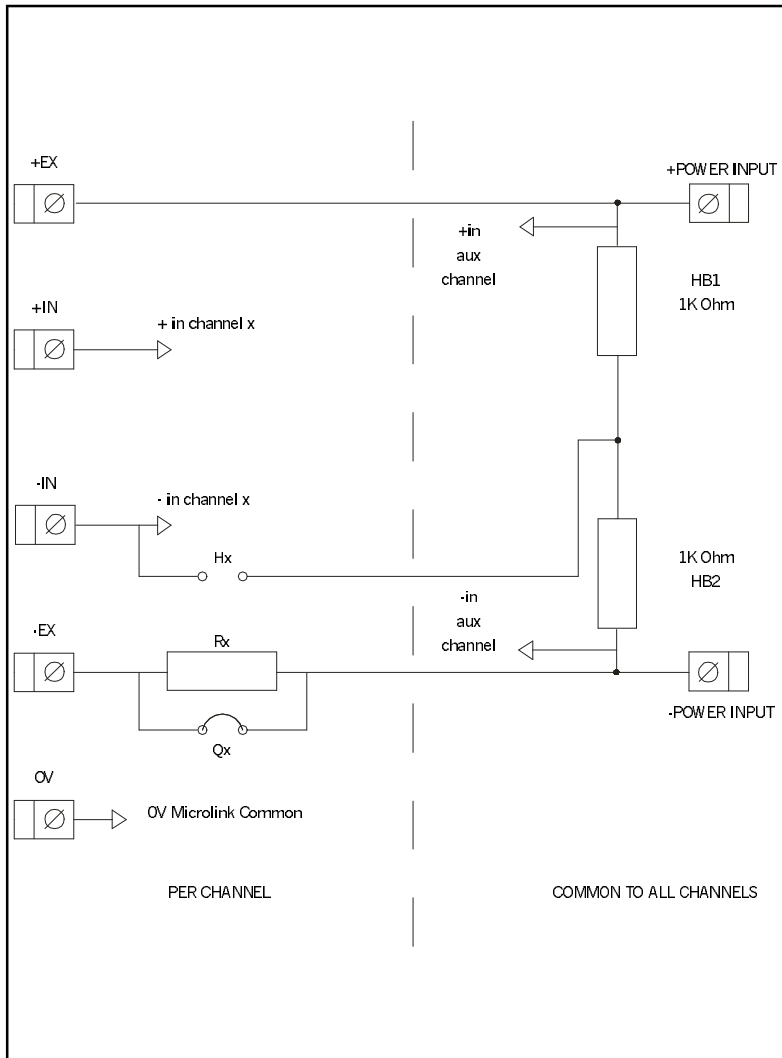 +EX
+POWER INPUT
+in
aux
channel
HB1
1K Ohm
+IN
+ in channel x
-IN
- in channel x
Hx
1K Ohm
HB2
-in
aux
channel
-EX
Rx
Qx
-POWER INPUT
0V
0V Microlink Common
PER CHANNEL
COMMON TO ALL CHANNELS